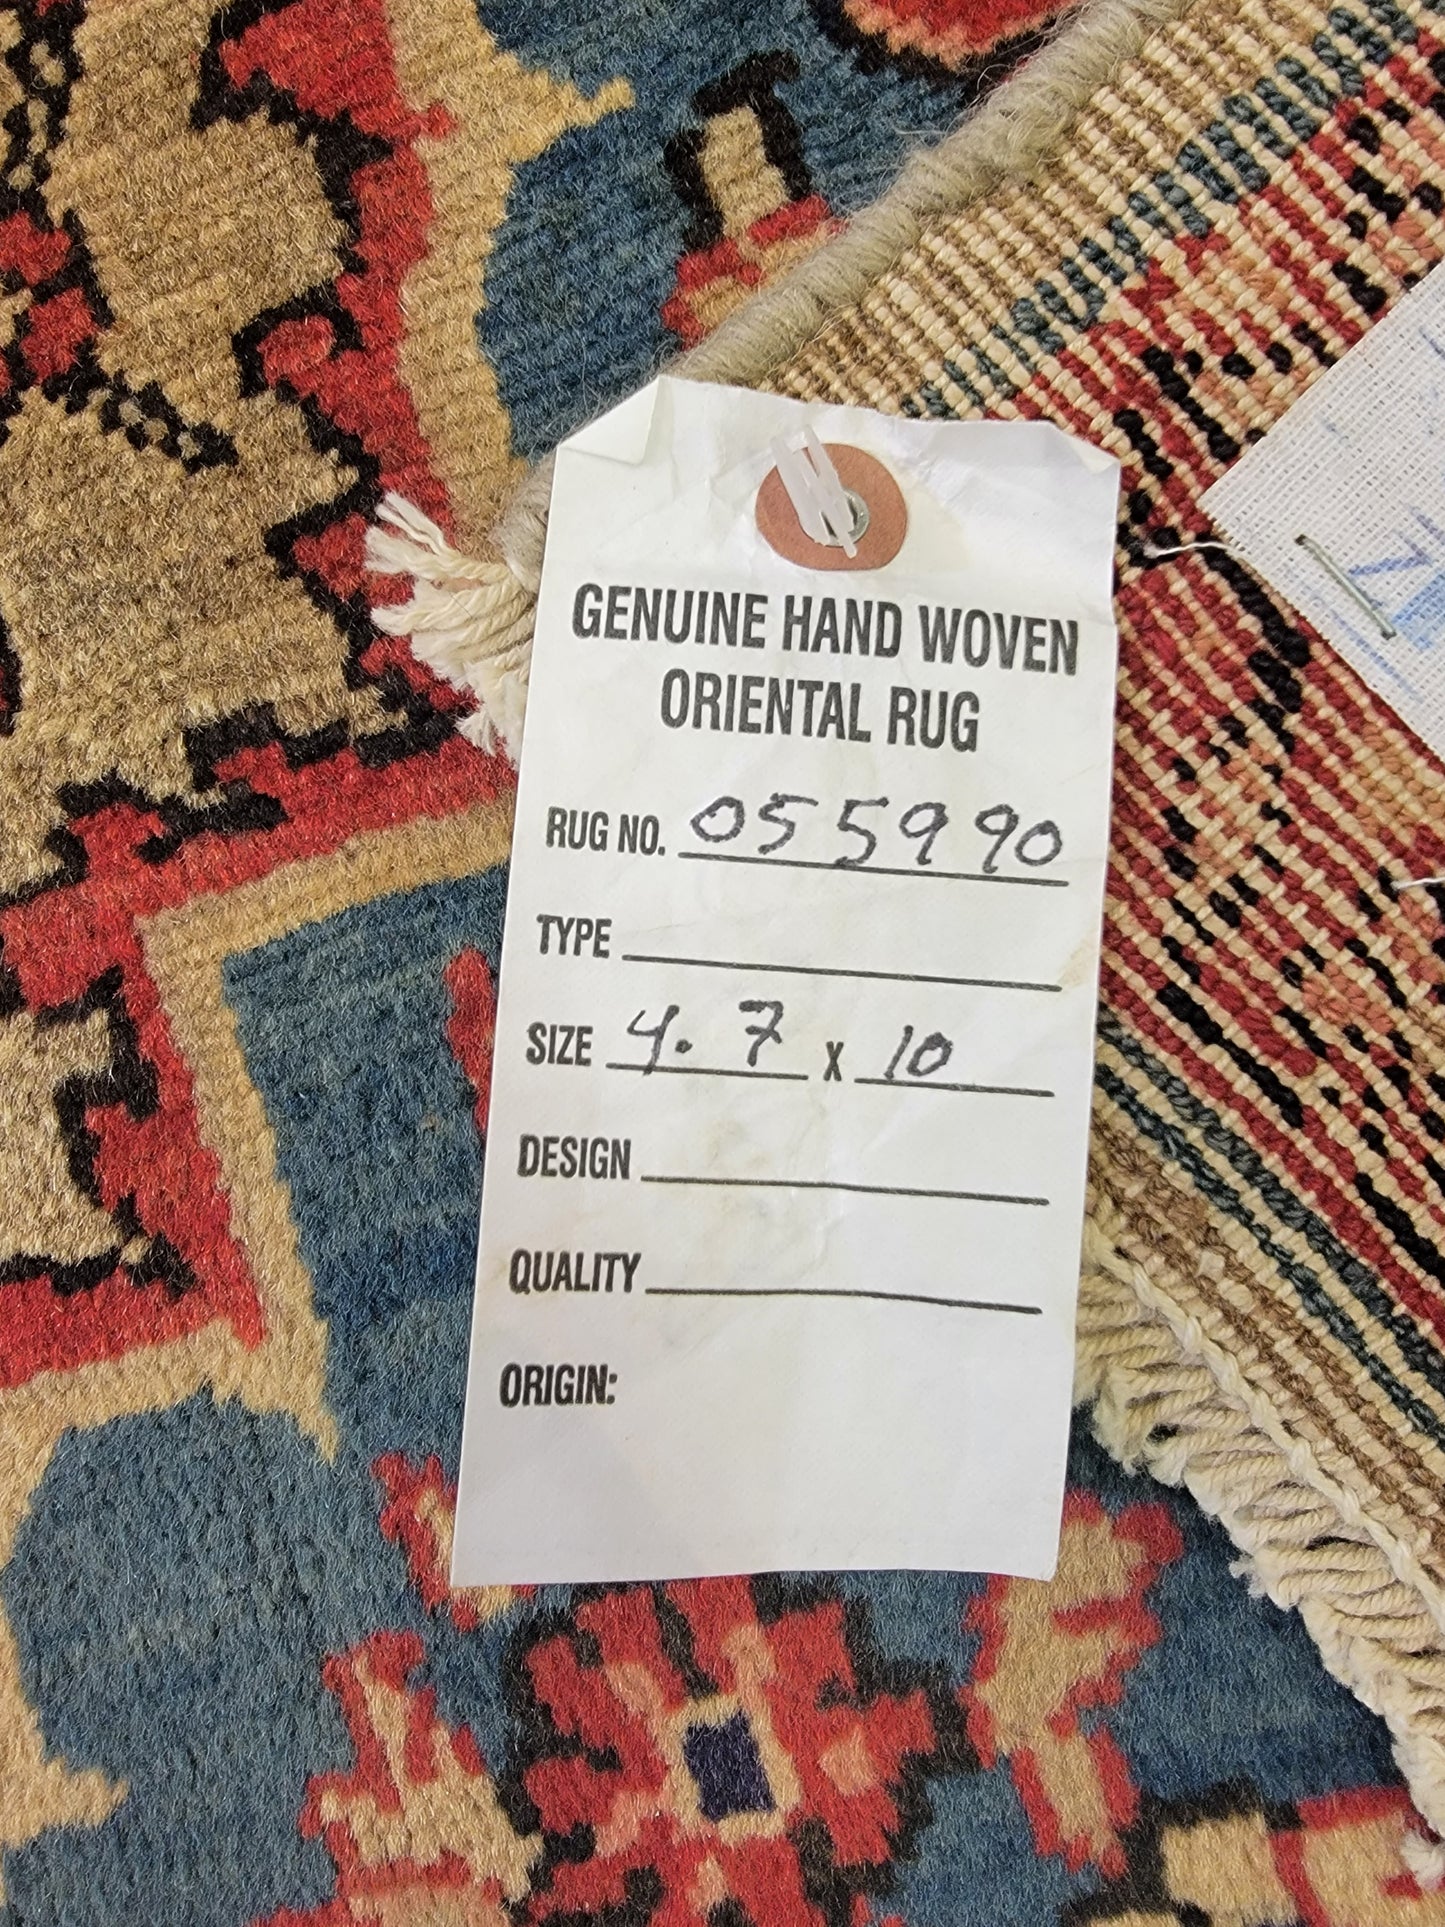 GENUINE HAND WOVEN
ORIENTAL RUG
RUG NO. 055990
TYPE
SIZE 4.7 X 10
DESIGN
QUALITY
ORIGIN: